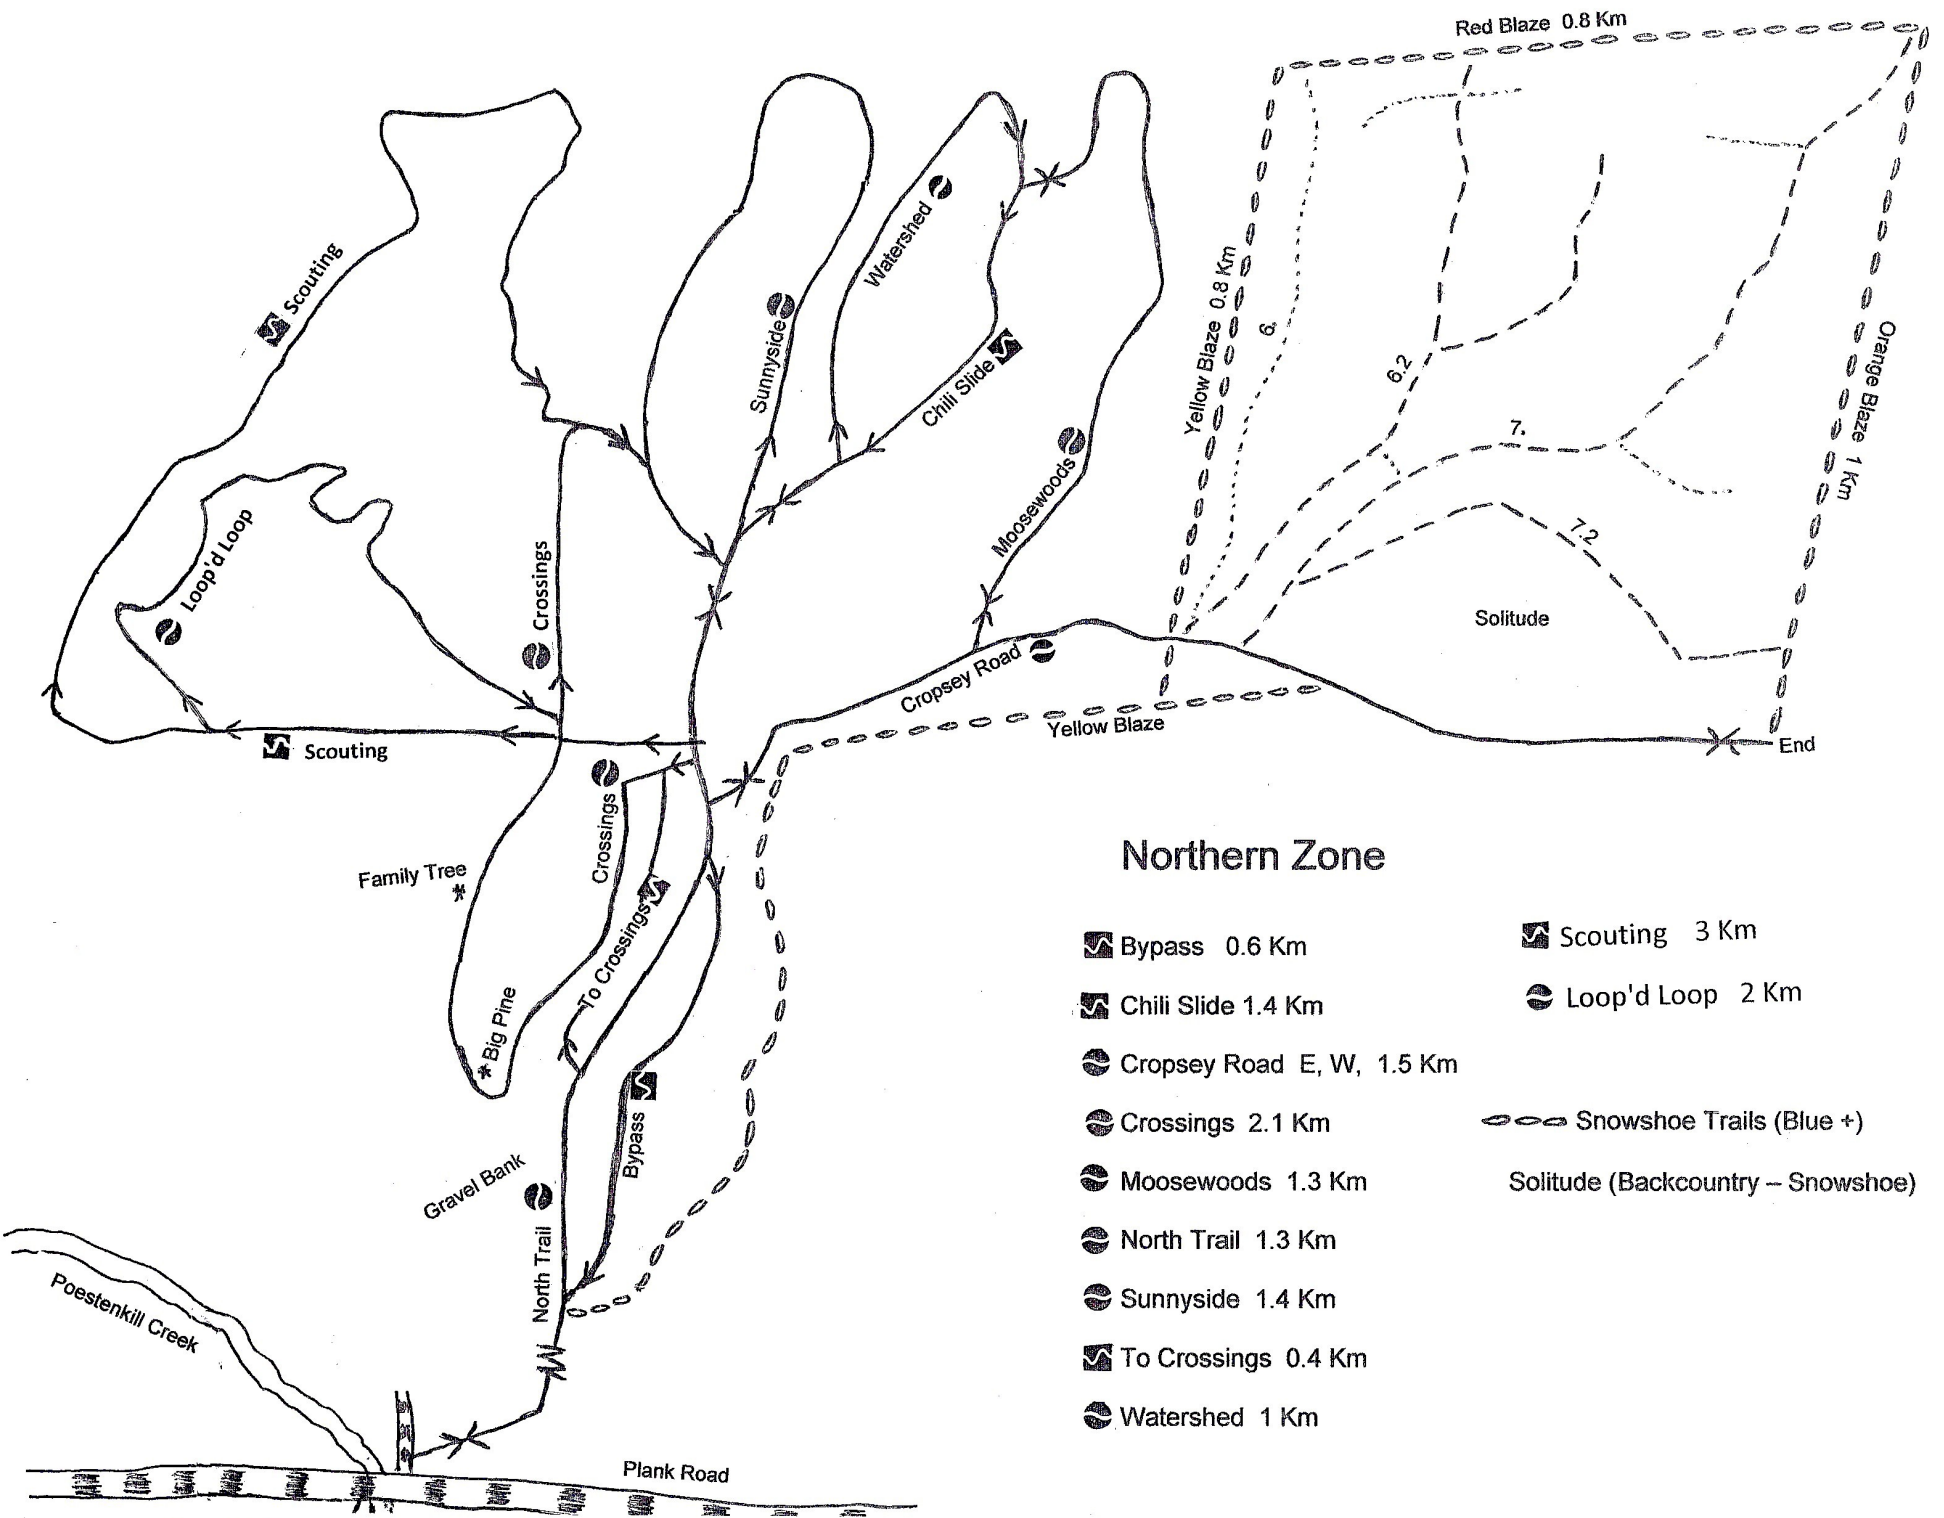 Red Blaze 0.8 Km
Scouting
Watershed
Sunnyside
Yellow Blaze 0.8 Km
6.
6.2
7.
7.2
Orange Blaze 1 Km
Chili Slide
Moosewoods
Loop'd Loop
Crossings
Solitude
Cropsey Road
Yellow Blaze
End
Scouting
Crossings
Family Tree
To Crossings
Big Pine
Bypass
Gravel Bank
North Trail
Poestenkill Creek
Plank Road
Northern Zone
Bypass 0.6 Km
Chili Slide 1.4 Km
Cropsey Road E, W, 1.5 Km
Crossings 2.1 Km
Moosewoods 1.3 Km
North Trail 1.3 Km
Sunnyside 1.4 Km
To Crossings 0.4 Km
Watershed 1 Km
Scouting 3 Km
Loop'd Loop 2 Km
Snowshoe Trails (Blue +)
Solitude (Backcountry – Snowshoe)